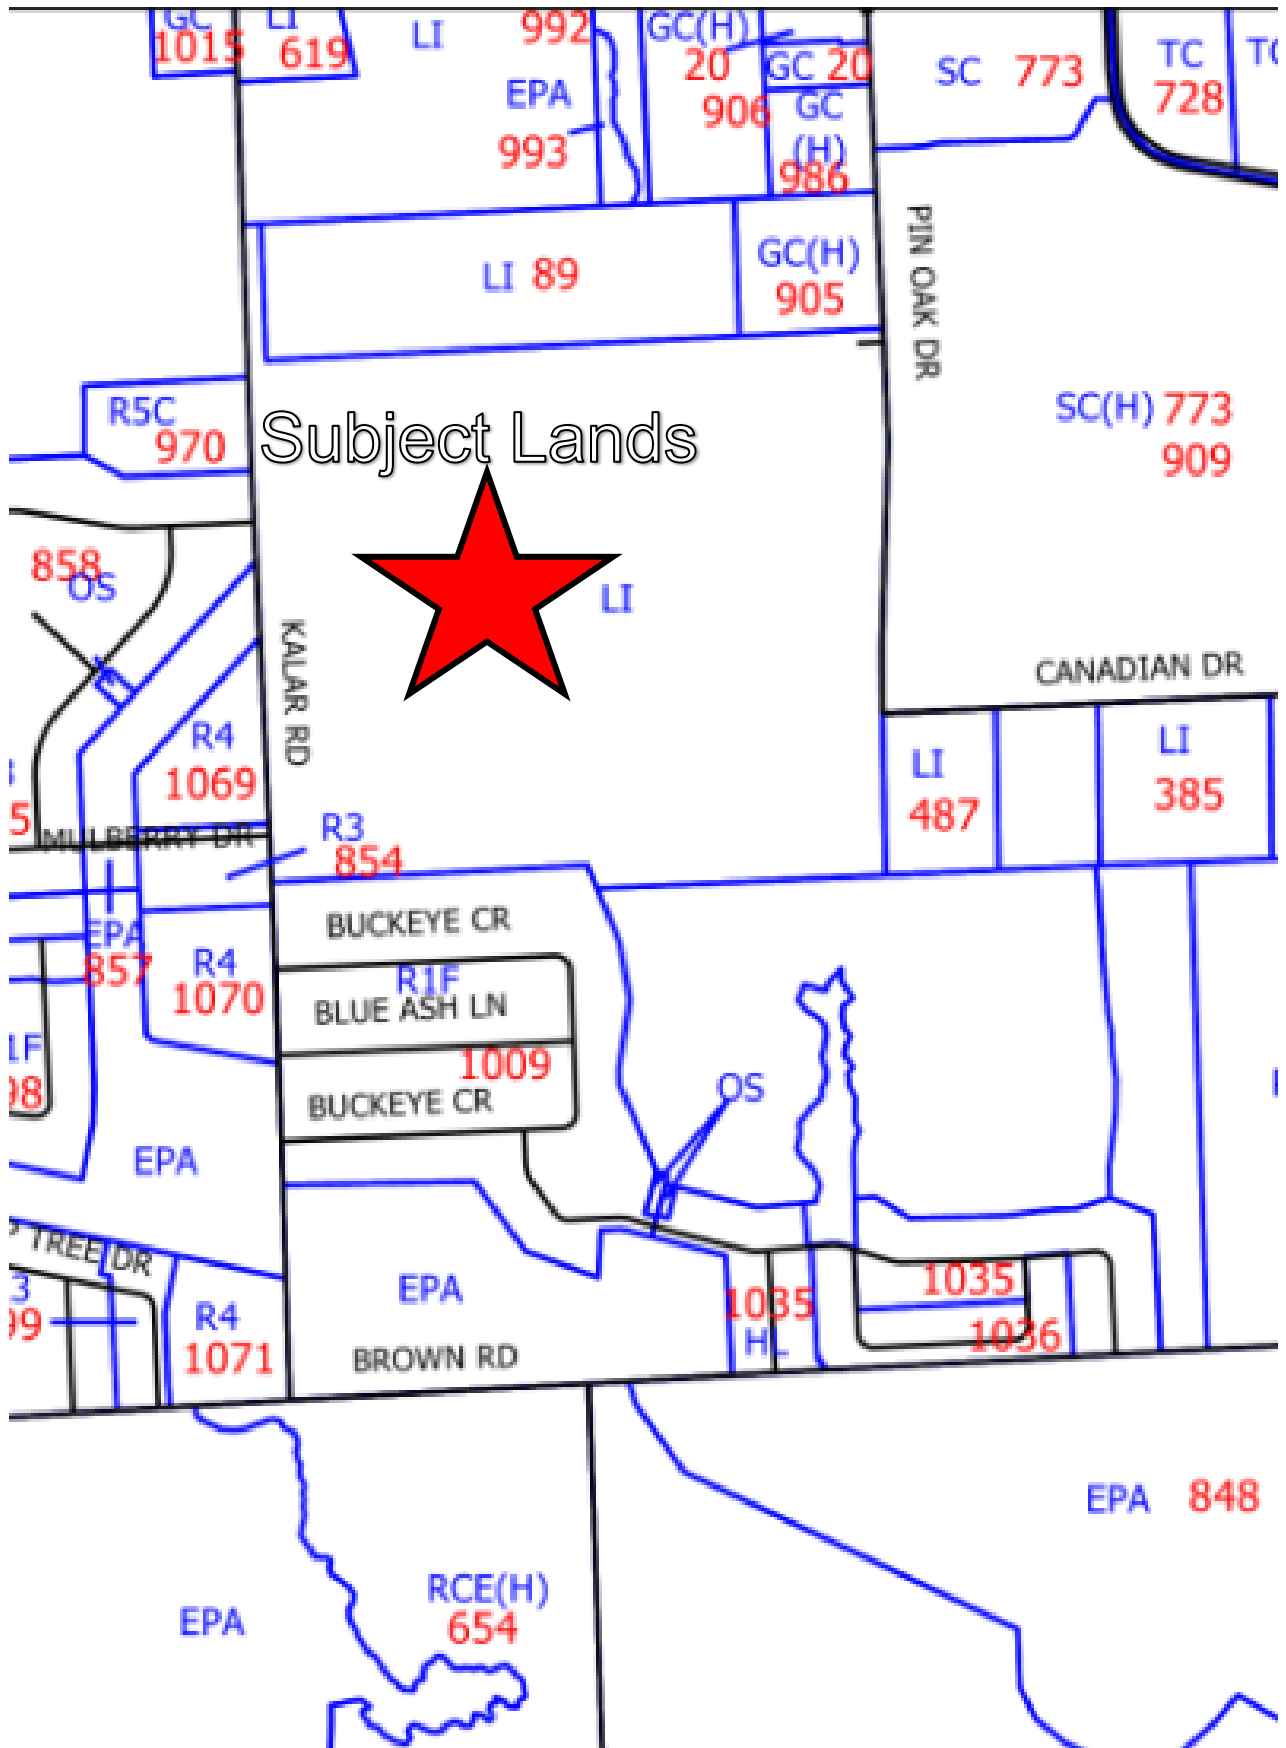 GC
1015
LI
619
LI
992
EPA
993
GC(H)
20
906
GC 20
GC
(H)
986
SC 773
TC
728
LI 89
GC(H)
905
PIN OAK DR
R5C
970
Subject Lands
SC(H) 773
909
858
OS
LI
KALAR RD
CANADIAN DR
R4
1069
LI
487
LI
385
MULBERRY DR
R3
854
BUCKEYE CR
EPA
857
R4
1070
R1F
BLUE ASH LN
1009
BUCKEYE CR
1F
98
OS
EPA
TREE DR
EPA
1035
HL
1035
1036
R4
1071
BROWN RD
EPA 848
RCE(H)
654
EPA